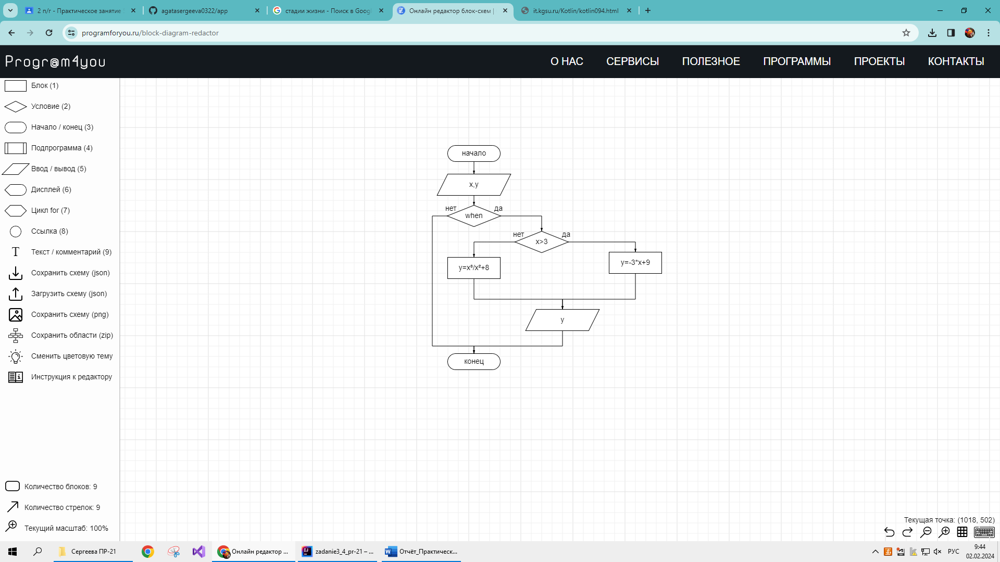 2 п/г - Практическое занятие
agatasergeeva0322/app
стадии жизни - Поиск в Goog
Онлайн редактор блок-схем |
it.kgsu.ru/Kotlin/kotlin094.html
programforyou.ru/block-diagram-redactor
Progr@m4you
О НАС
СЕРВИСЫ
ПОЛЕЗНОЕ
ПРОГРАММЫ
ПРОЕКТЫ
КОНТАКТЫ
Блок (1)
Условие (2)
Начало / конец (3)
Подпрограмма (4)
Ввод / вывод (5)
Дисплей (6)
Цикл for (7)
Ссылка (8)
T Текст / комментарий (9)
Сохранить схему (json)
Загрузить схему (json)
Сохранить схему (png)
Сохранить области (zip)
Сменить цветовую тему
Инструкция к редактору
начало
x,y
нет
да
when
нет
да
x>3
y=x³/x²+8
y=-3*x+9
y
конец
Количество блоков: 9
Количество стрелок: 9
Текущий масштаб: 100%
Текущая точка: (1018, 502)
Сергеева ПР-21
Онлайн редактор ...
zadanie3_4_pr-21 – ...
Отчёт_Практическ...
РУС
9:44
02.02.2024